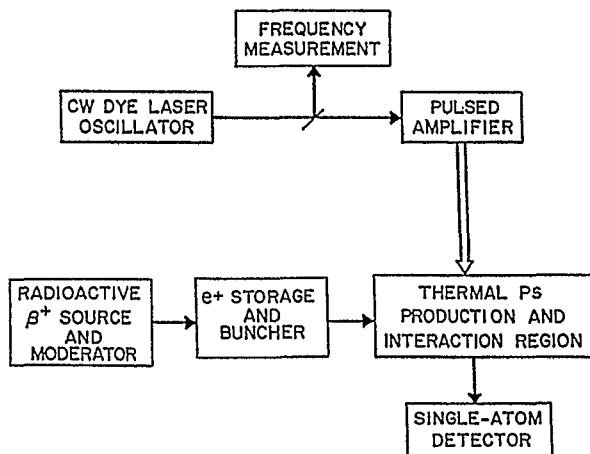 FREQUENCY
MEASUREMENT
CW DYE LASER
OSCILLATOR
PULSED
AMPLIFIER
RADIOACTIVE
β⁺ SOURCE
AND
MODERATOR
e+ STORAGE
AND
BUNCHER
THERMAL Ps
PRODUCTION AND
INTERACTION REGION
SINGLE-ATOM
DETECTOR